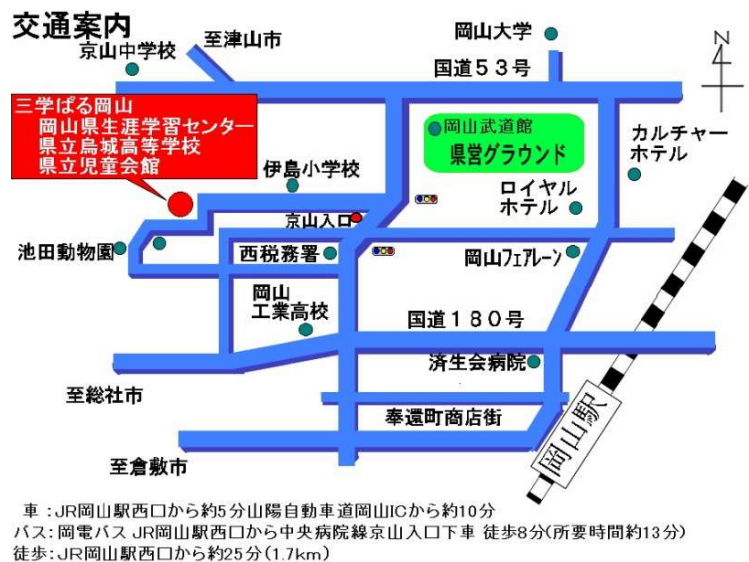 交通案内
京山中学校
至津山市
岡山大学
国道53号
N
三学ぱる岡山
岡山県生涯学習センター
県立烏城高等学校
県立児童会館
岡山武道館
県営グラウンド
カルチャー
ホテル
伊島小学校
ロイヤル
ホテル
京山入口
池田動物園
西税務署
岡山フェアレーン
岡山
工業高校
国道180号
済生会病院
至総社市
奉還町商店街
岡山駅
至倉敷市
車:JR岡山駅西口から約5分山陽自動車道岡山ICから約10分
バス:岡電バス JR岡山駅西口から中央病院線京山入口下車 徒歩8分(所要時間約13分)
徒歩:JR岡山駅西口から約25分(1.7km)